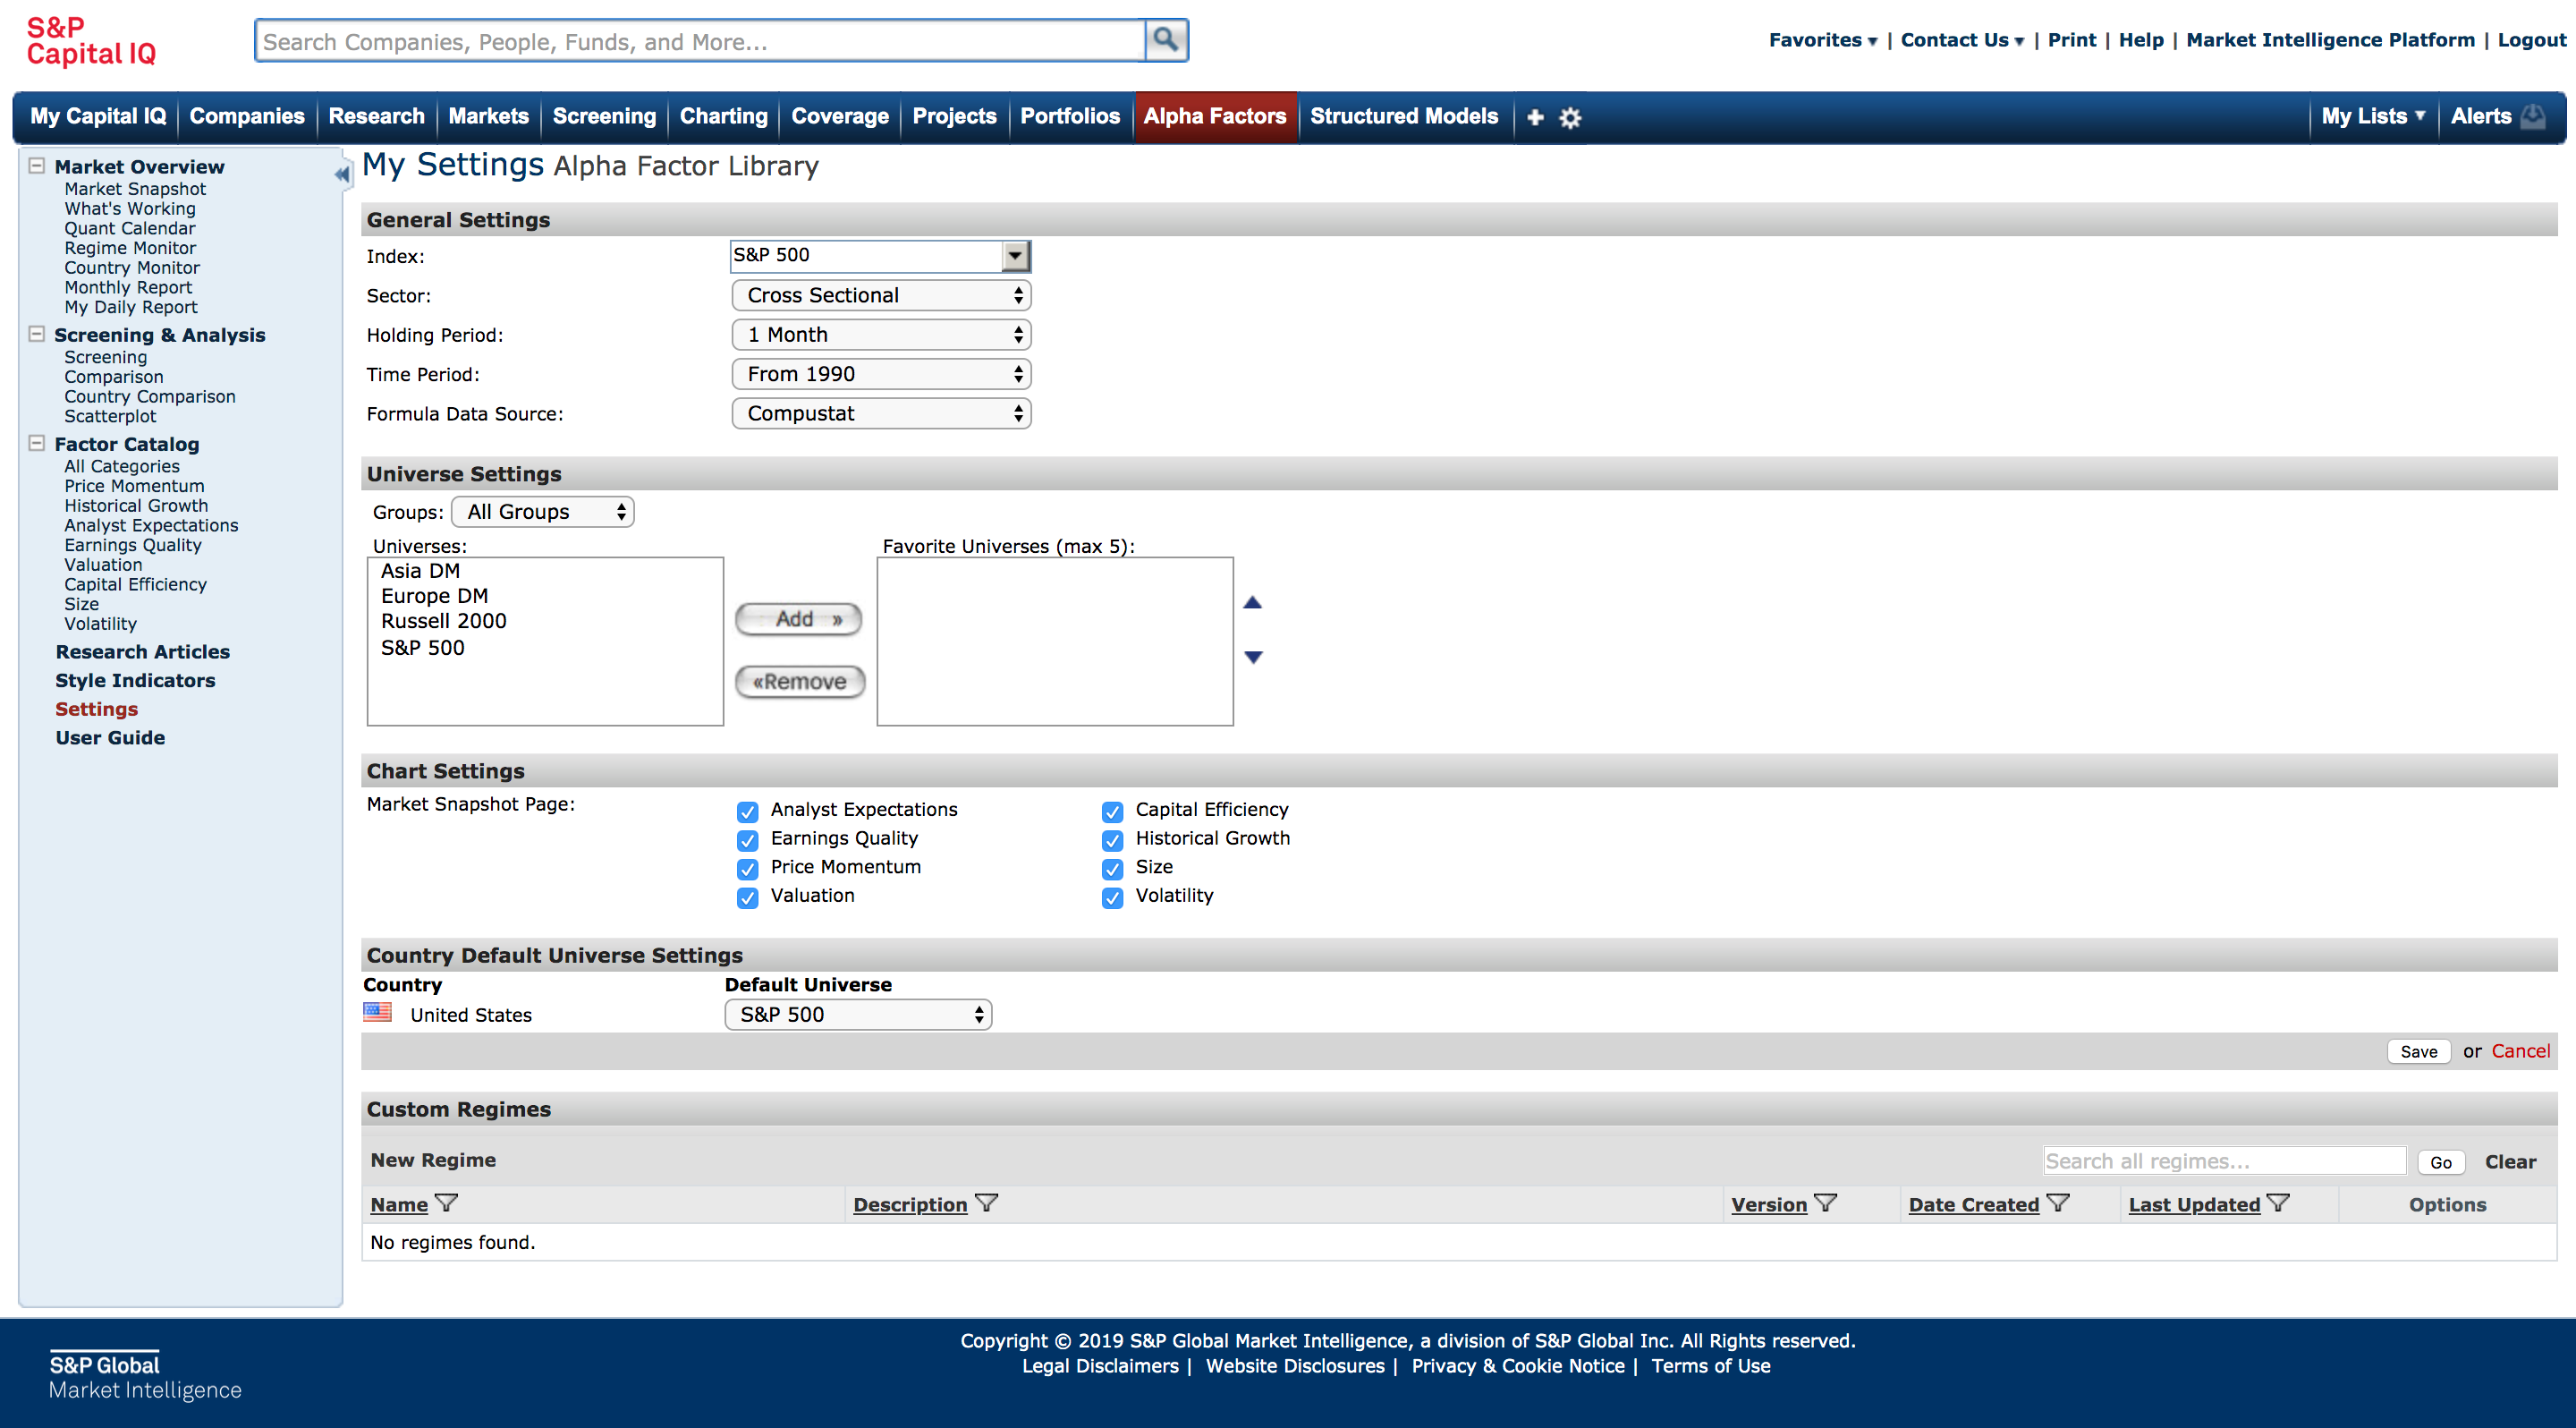 S&P
Capital IQ
Search Companies, People, Funds, and More...
Favorites | Contact Us | Print | Help | Market Intelligence Platform | Logout
My Capital IQ Companies Research Markets Screening Charting Coverage Projects Portfolios Alpha Factors Structured Models My Lists Alerts
Market Overview
Market Snapshot
What's Working
Quant Calendar
Regime Monitor
Country Monitor
Monthly Report
My Daily Report
Screening & Analysis
Screening
Comparison
Country Comparison
Scatterplot
Factor Catalog
All Categories
Price Momentum
Historical Growth
Analyst Expectations
Earnings Quality
Valuation
Capital Efficiency
Size
Volatility
Research Articles
Style Indicators
Settings
User Guide
My Settings Alpha Factor Library
General Settings
Index: S&P 500
Sector: Cross Sectional
Holding Period: 1 Month
Time Period: From 1990
Formula Data Source: Compustat
Universe Settings
Groups: All Groups
Universes: Favorite Universes (max 5):
Asia DM
Europe DM
Russell 2000
S&P 500
Add »
«Remove
Chart Settings
Market Snapshot Page:
Analyst Expectations Capital Efficiency
Earnings Quality Historical Growth
Price Momentum Size
Valuation Volatility
Country Default Universe Settings
Country Default Universe
United States S&P 500
Save or Cancel
Custom Regimes
New Regime Search all regimes... Go Clear
Name Description Version Date Created Last Updated Options
No regimes found.
S&P Global
Market Intelligence
Copyright © 2019 S&P Global Market Intelligence, a division of S&P Global Inc. All Rights reserved.
Legal Disclaimers | Website Disclosures | Privacy & Cookie Notice | Terms of Use